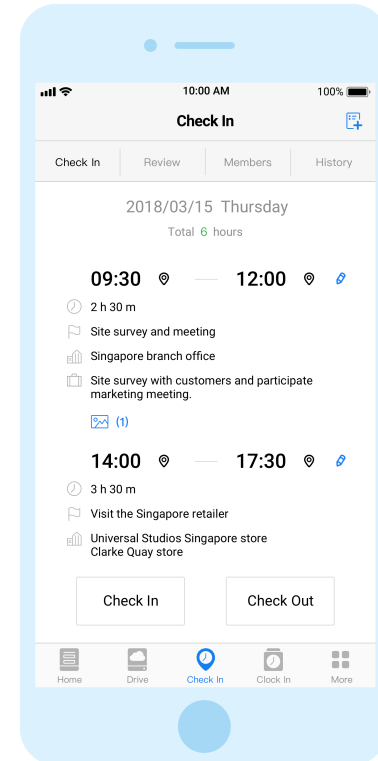 10:00 AM
100%
Check In
Check In
Review
Members
History
2018/03/15 Thursday
Total 6 hours
09:30 — 12:00
2 h 30 m
Site survey and meeting
Singapore branch office
Site survey with customers and participate
marketing meeting.
(1)
14:00 — 17:30
3 h 30 m
Visit the Singapore retailer
Universal Studios Singapore store
Clarke Quay store
Check In
Check Out
Home
Drive
Check In
Clock In
More